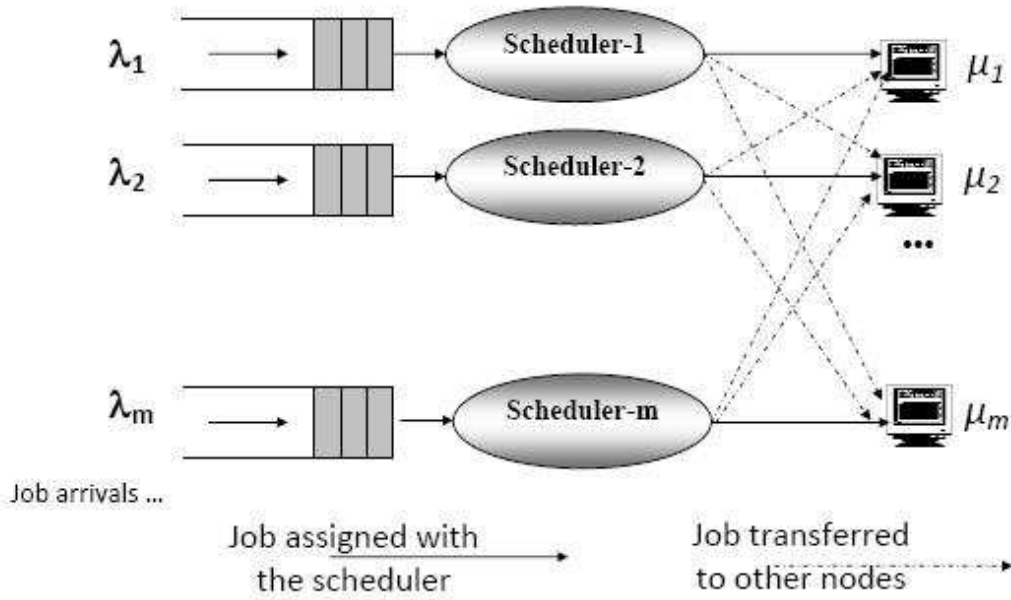 λ1
Scheduler-1
μ1
λ2
Scheduler-2
μ2
•••
λm
Scheduler-m
μm
Job arrivals ...
Job assigned with
the scheduler
Job transferred
to other nodes